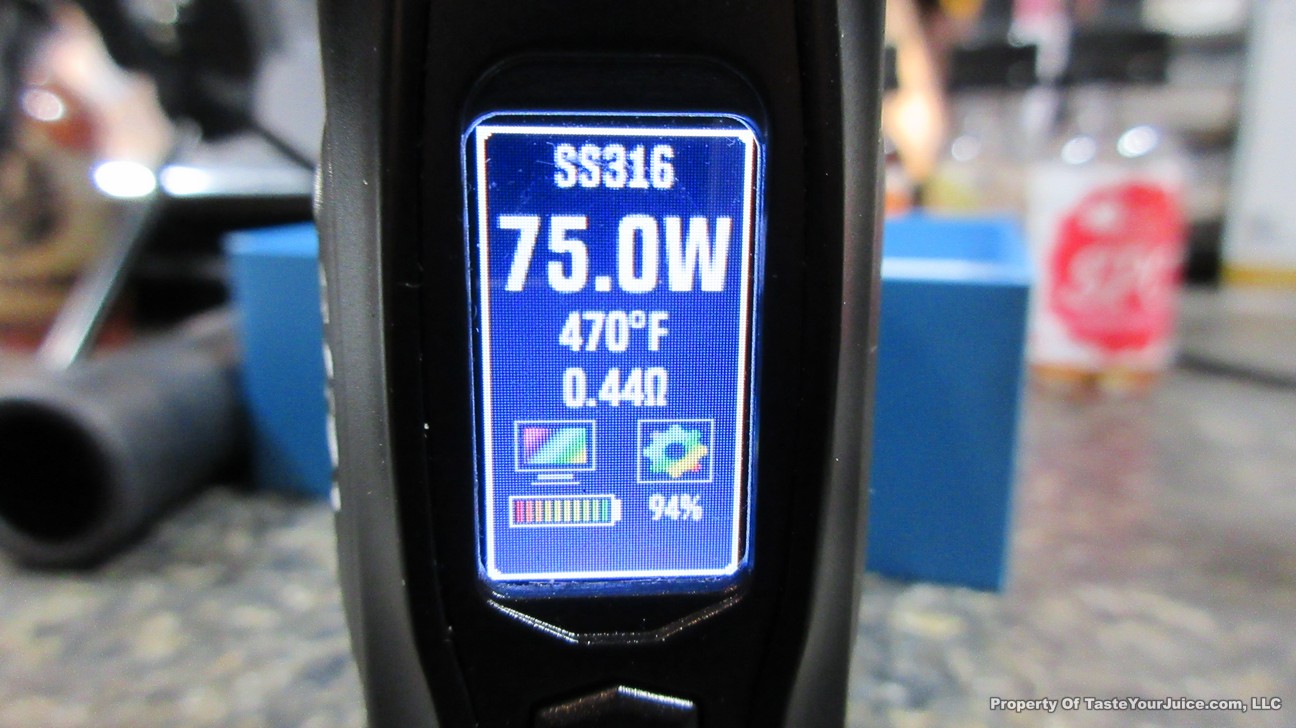 SS316
75.0W
470°F
0.44Ω
94%
Property Of TasteYourJuice.com, LLC